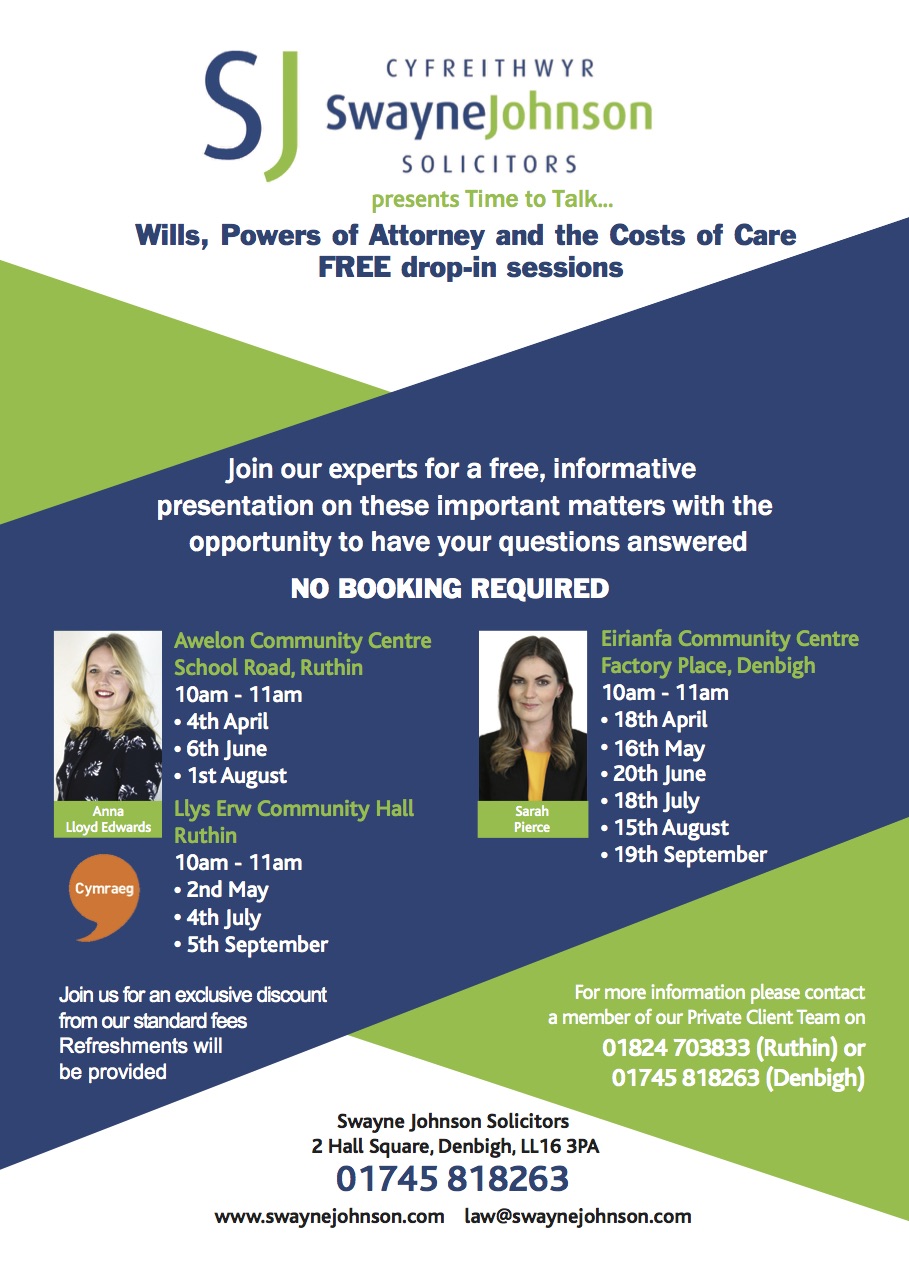 SJ
CYFREITHWYR
SwayneJohnson
SOLICITORS
presents Time to Talk...
Wills, Powers of Attorney and the Costs of Care
FREE drop-in sessions
Join our experts for a free, informative
presentation on these important matters with the
opportunity to have your questions answered
NO BOOKING REQUIRED
Anna
Lloyd Edwards
Cymraeg
Awelon Community Centre
School Road, Ruthin
10am - 11am
• 4th April
• 6th June
• 1st August
Llys Erw Community Hall
Ruthin
10am - 11am
• 2nd May
• 4th July
• 5th September
Sarah
Pierce
Eirianfa Community Centre
Factory Place, Denbigh
10am - 11am
• 18th April
• 16th May
• 20th June
• 18th July
• 15th August
• 19th September
Join us for an exclusive discount
from our standard fees
Refreshments will
be provided
For more information please contact
a member of our Private Client Team on
01824 703833 (Ruthin) or
01745 818263 (Denbigh)
Swayne Johnson Solicitors
2 Hall Square, Denbigh, LL16 3PA
01745 818263
www.swaynejohnson.com law@swaynejohnson.com